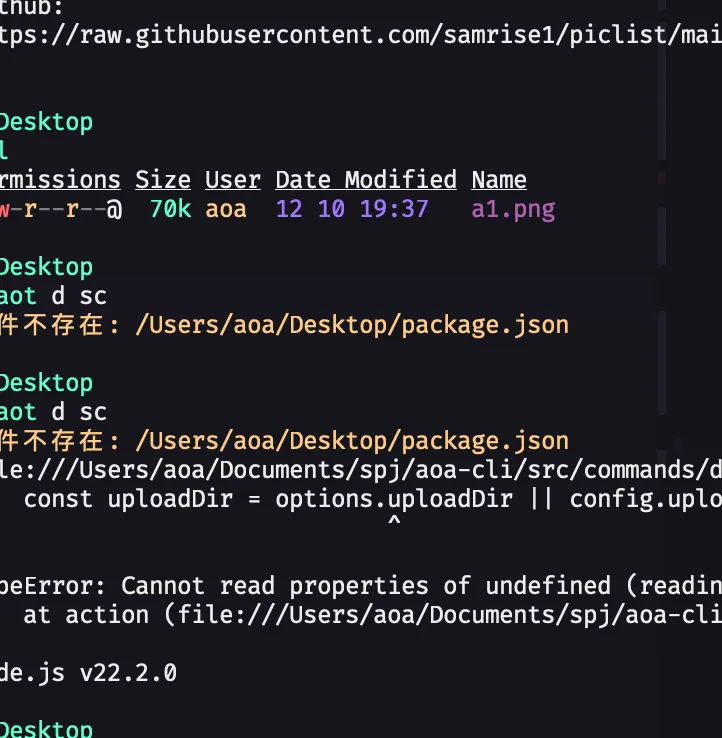 thub:
tps://raw.githubusercontent.com/samrise1/piclist/mai
Desktop
l
rmissions Size User Date Modified Name
w-r--r--@ 70k aoa 12 10 19:37 a1.png
Desktop
aot d sc
件不存在: /Users/aoa/Desktop/package.json
Desktop
aot d sc
件不存在: /Users/aoa/Desktop/package.json
le:///Users/aoa/Documents/spj/aoa-cli/src/commands/d
const uploadDir = options.uploadDir || config.uplo
^
peError: Cannot read properties of undefined (readin
at action (file:///Users/aoa/Documents/spj/aoa-cli
de.js v22.2.0
Desktop